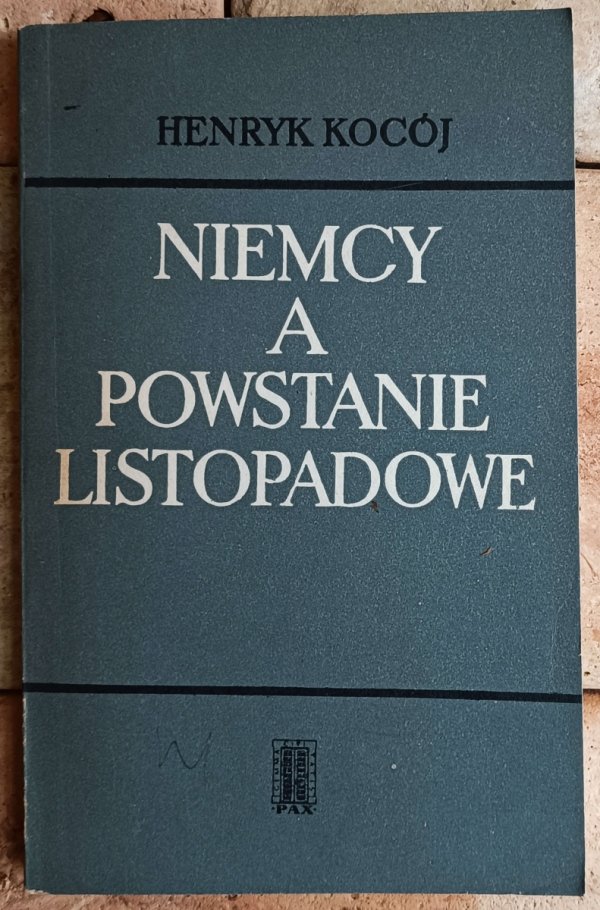 HENRYK KOCÓJ
NIEMCY
A
POWSTANIE
LISTOPADOWE
·PAX·